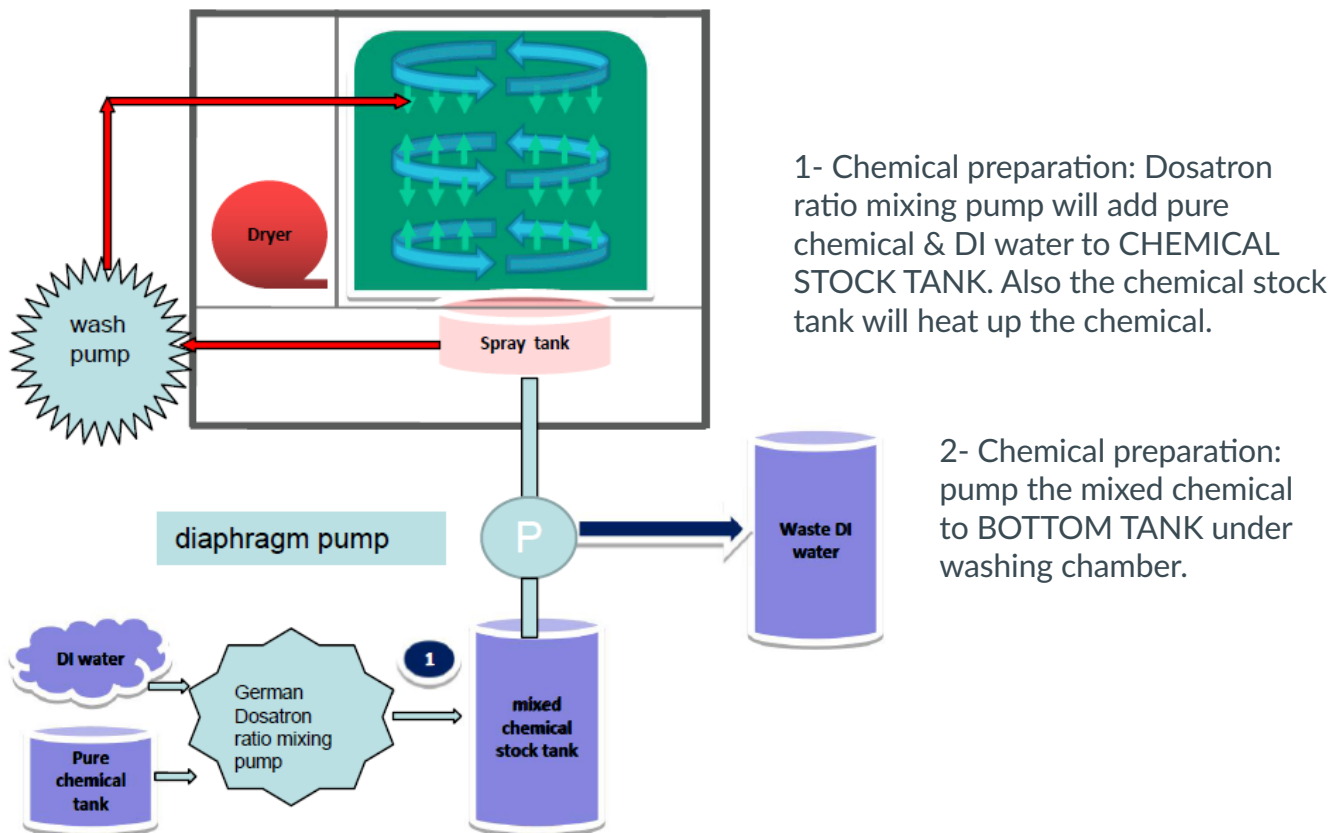 Dryer
wash
pump
Spray tank
1- Chemical preparation: Dosatron
ratio mixing pump will add pure
chemical & DI water to CHEMICAL
STOCK TANK. Also the chemical stock
tank will heat up the chemical.
2- Chemical preparation:
pump the mixed chemical
to BOTTOM TANK under
washing chamber.
diaphragm pump
P
Waste DI
water
DI water
1
German
Dosatron
ratio mixing
pump
mixed
chemical
stock tank
Pure
chemical
tank